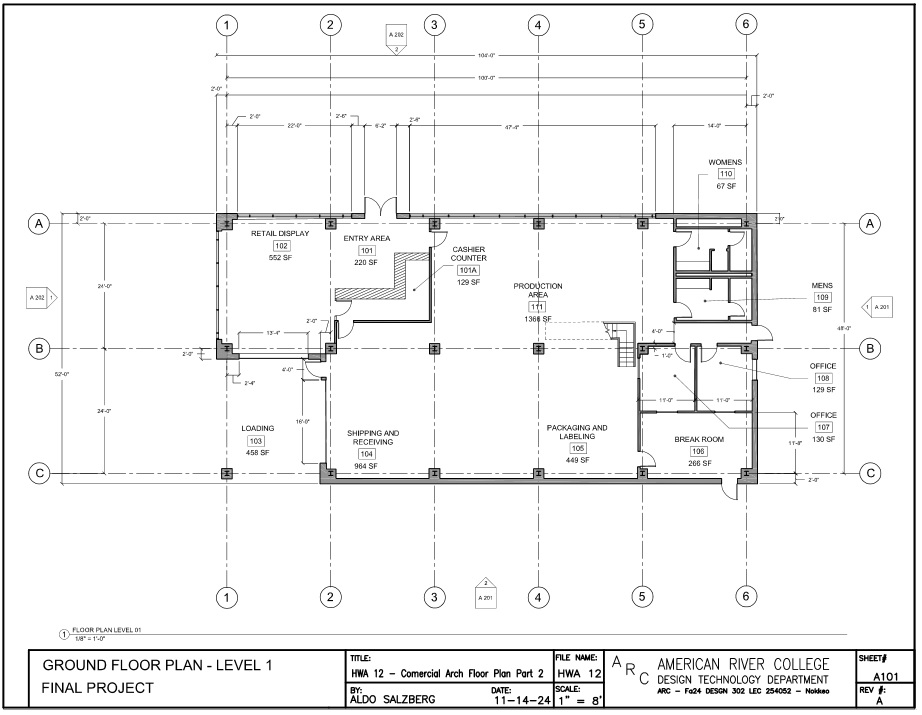 1 2 3 4 5 6
A 202
2
104'-0"
100'-0"
2'-0" 2'-0"
2'-0" 22'-0" 2'-6" 6'-2" 2'-6" 47'-4" 14'-0"
WOMENS
110
67 SF
A 2'-0" 2'-0" A
RETAIL DISPLAY
102
552 SF
ENTRY AREA
101
220 SF
CASHIER
COUNTER
101A
129 SF
PRODUCTION
AREA
111
1366 SF
MENS
109
81 SF
24'-0"
A 202 1
1 A 201
48'-0"
2'-0"
13'-4"
4'-0"
B 2'-0" 1'-0" B
52'-0"
4'-0"
2'-4"
OFFICE
108
129 SF
11'-0" 11'-0"
OFFICE
107
130 SF
24'-0"
16'-0"
LOADING
103
458 SF
SHIPPING AND
RECEIVING
104
964 SF
PACKAGING AND
LABELING
105
449 SF
BREAK ROOM
106
266 SF
11'-8"
C C
2'-0"
2
A 201
1 2 3 4 5 6
1 FLOOR PLAN LEVEL 01
1/8" = 1'-0"
GROUND FLOOR PLAN - LEVEL 1
FINAL PROJECT
TITLE:
HWA 12 - Comercial Arch Floor Plan Part 2
BY:
ALDO SALZBERG
DATE:
11-14-24
FILE NAME:
HWA 12
SCALE:
1" = 8'
ARC
AMERICAN RIVER COLLEGE
DESIGN TECHNOLOGY DEPARTMENT
ARC - Fa24 DESGN 302 LEC 254052 - Nokkeo
SHEET#
A101
REV #:
A